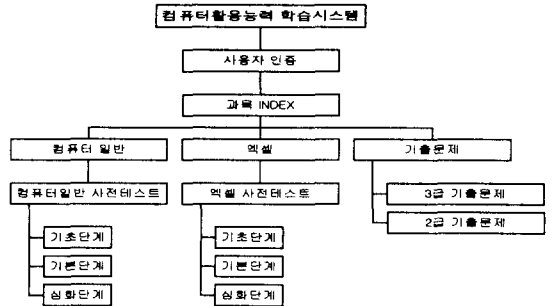 컴퓨터활용능력 학습시스템
사용자 인증
과목 INDEX
컴퓨터 일반
엑셀
기출문제
컴퓨터일반 사전테스트
엑셀 사전테스트
3급 기출문제
2급 기출문제
기초단계
기초단계
기본단계
기본단계
심화단계
심화단계